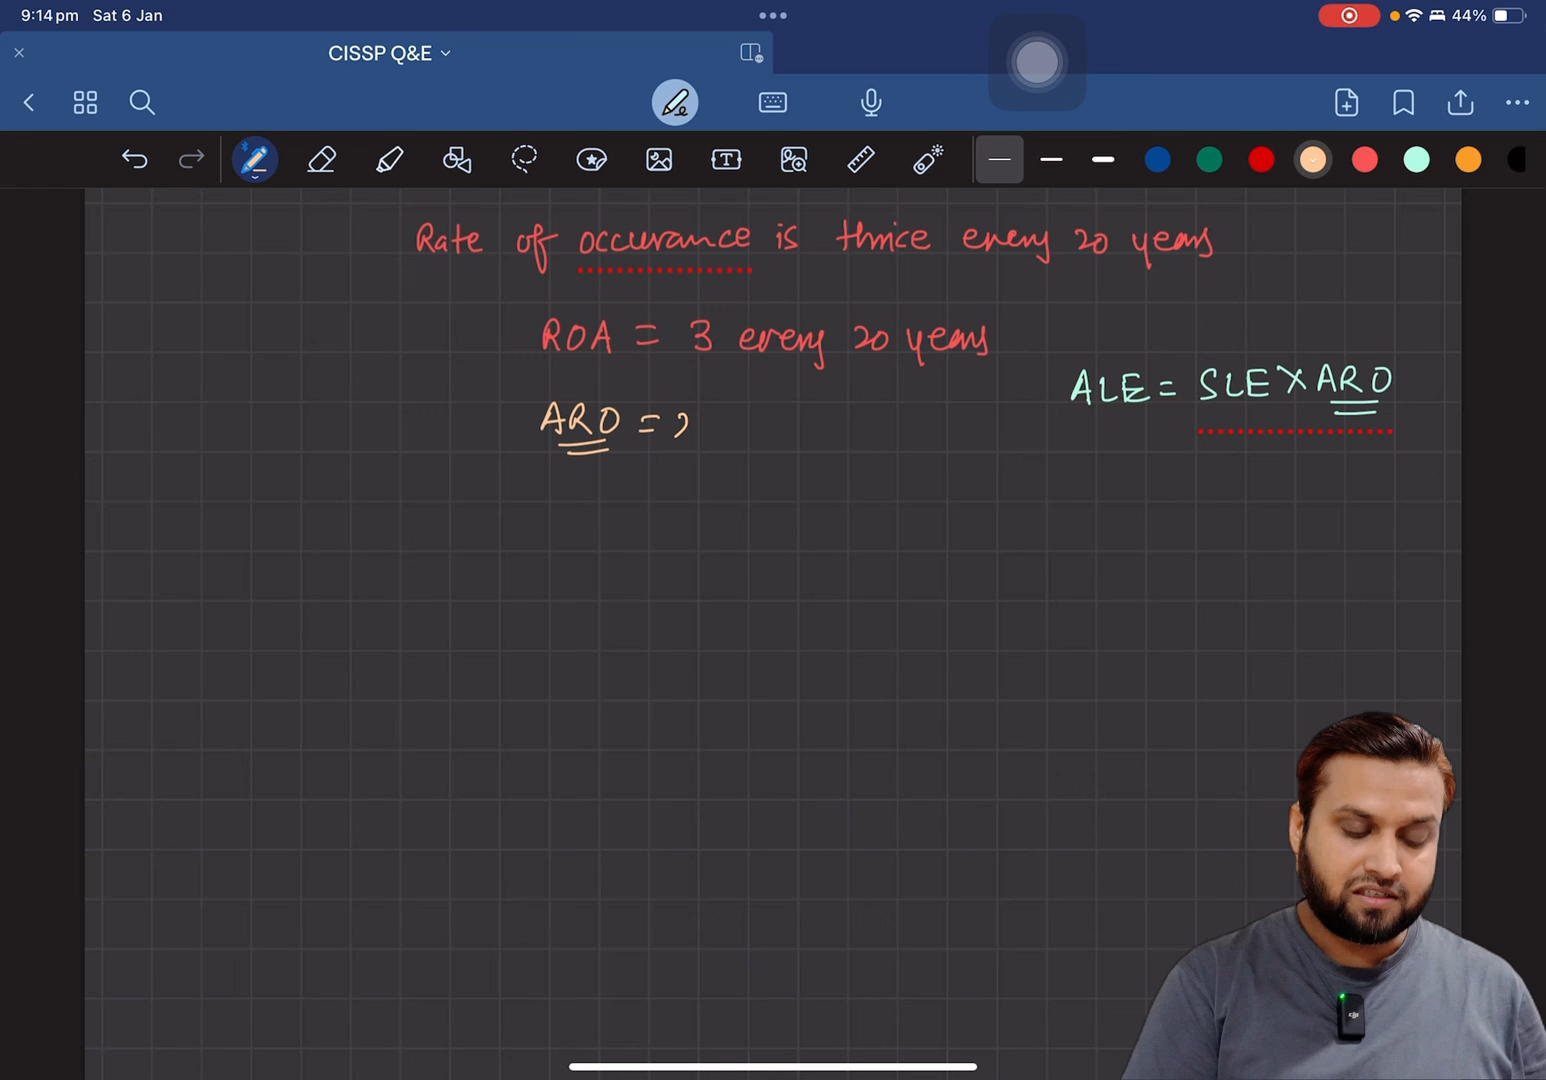 9:14 pm Sat 6 Jan
44%
CISSP Q&E
Rate of occurance is thrice every 20 years
ROA = 3 every 20 years
ALE = SLE X ARO
ARO = ?